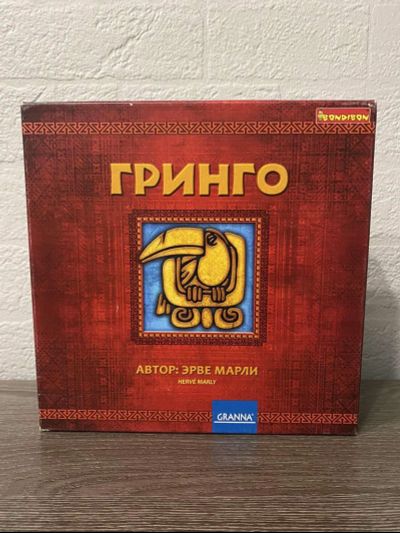 BONDIBON
ГРИНГО
АВТОР: ЭРВЕ МАРЛИ
HERVÉ MARLY
GRANNA